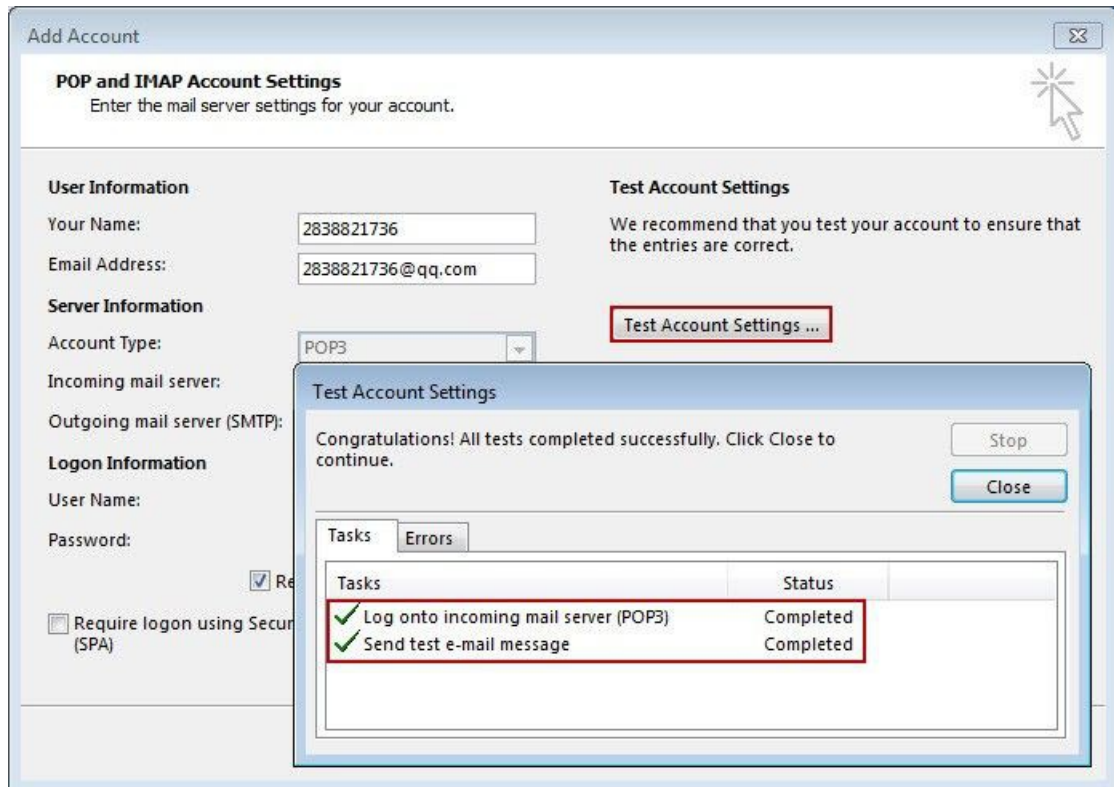 Add Account
POP and IMAP Account Settings
Enter the mail server settings for your account.
User Information
Your Name:
2838821736
Email Address:
2838821736@qq.com
Server Information
Account Type:
POP3
Incoming mail server:
Outgoing mail server (SMTP):
Logon Information
User Name:
Password:
Require logon using Secur
(SPA)
Test Account Settings
We recommend that you test your account to ensure that
the entries are correct.
Test Account Settings ...
Test Account Settings
Congratulations! All tests completed successfully. Click Close to
continue.
Stop
Close
Tasks
Errors
Tasks Status
Log onto incoming mail server (POP3) Completed
Send test e-mail message Completed